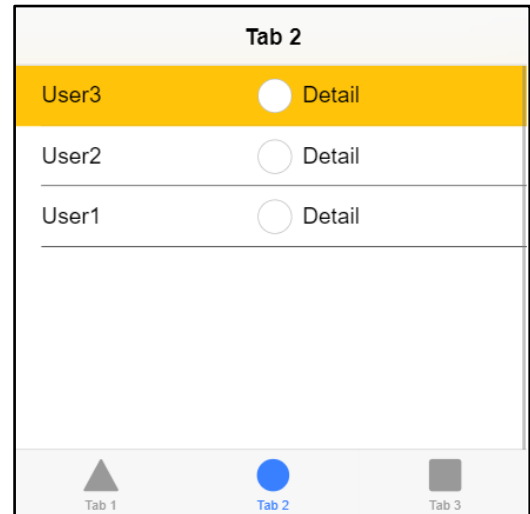 Tab 2
User3 Detail
User2 Detail
User1 Detail
Tab 1 Tab 2 Tab 3